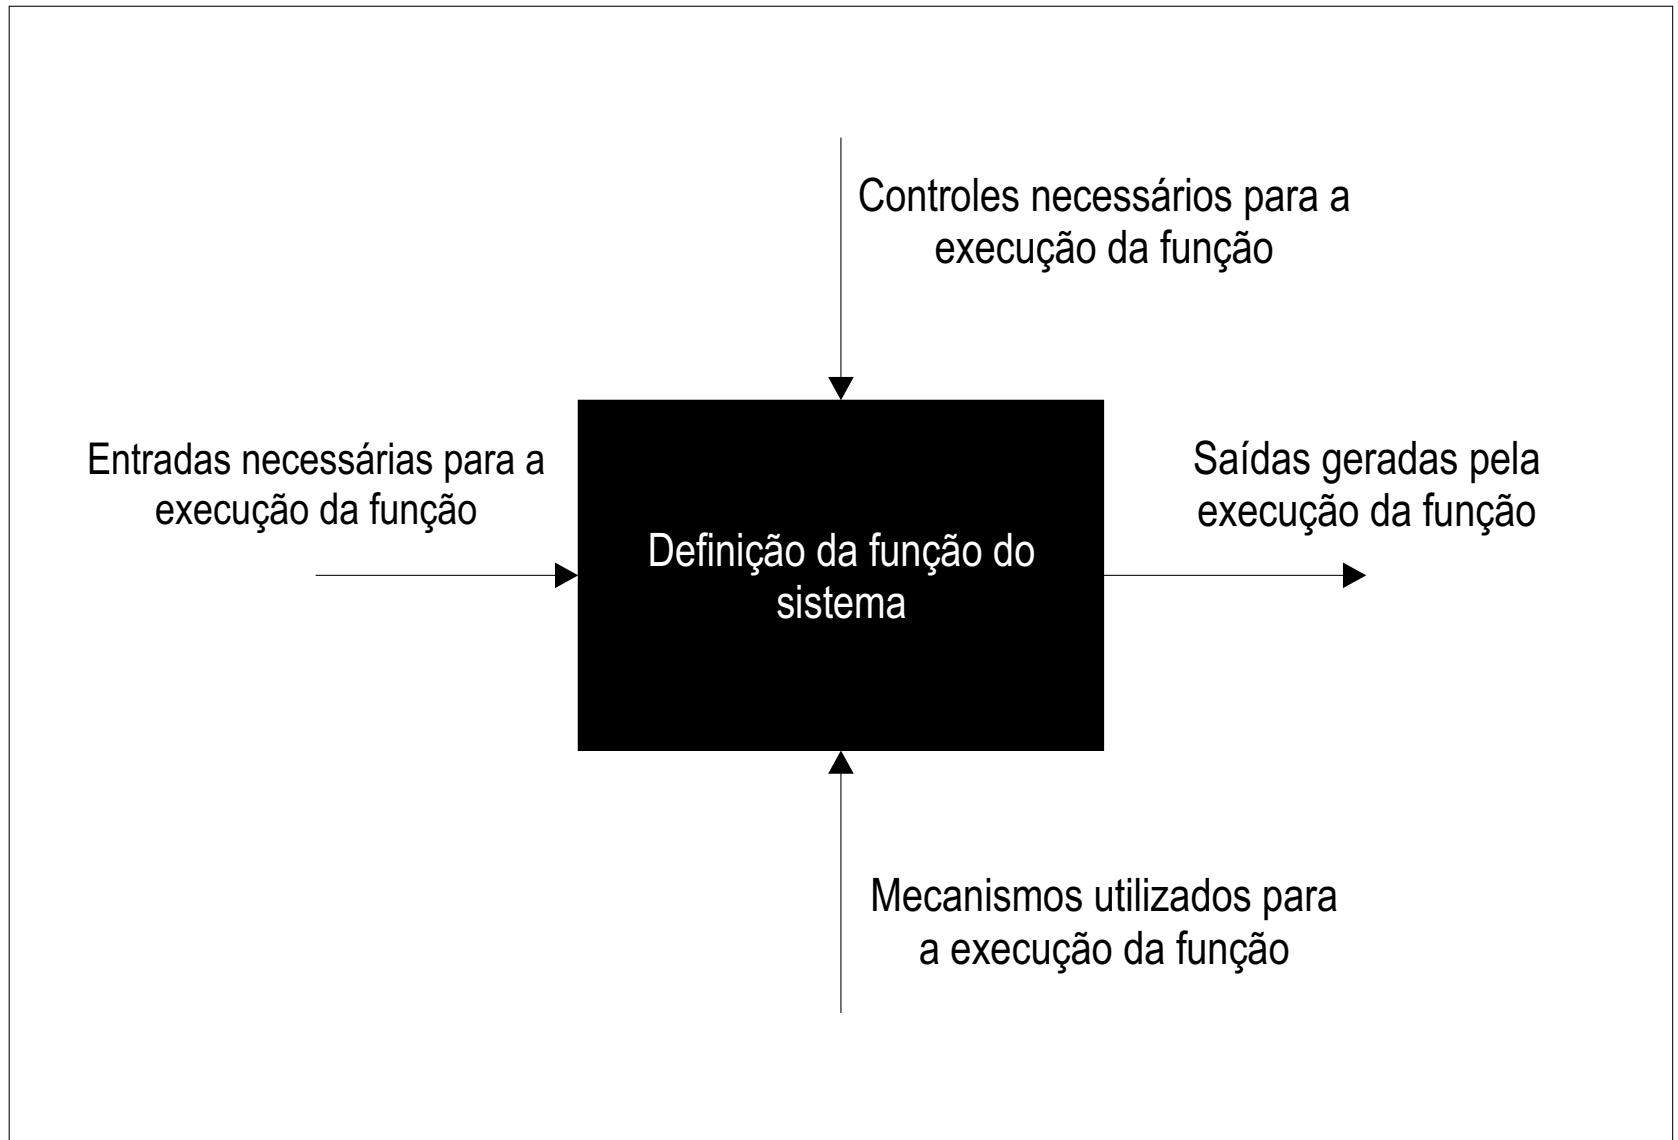 Controles necessários para a
execução da função
Entradas necessárias para a
execução da função
Definição da função do
sistema
Saídas geradas pela
execução da função
Mecanismos utilizados para
a execução da função